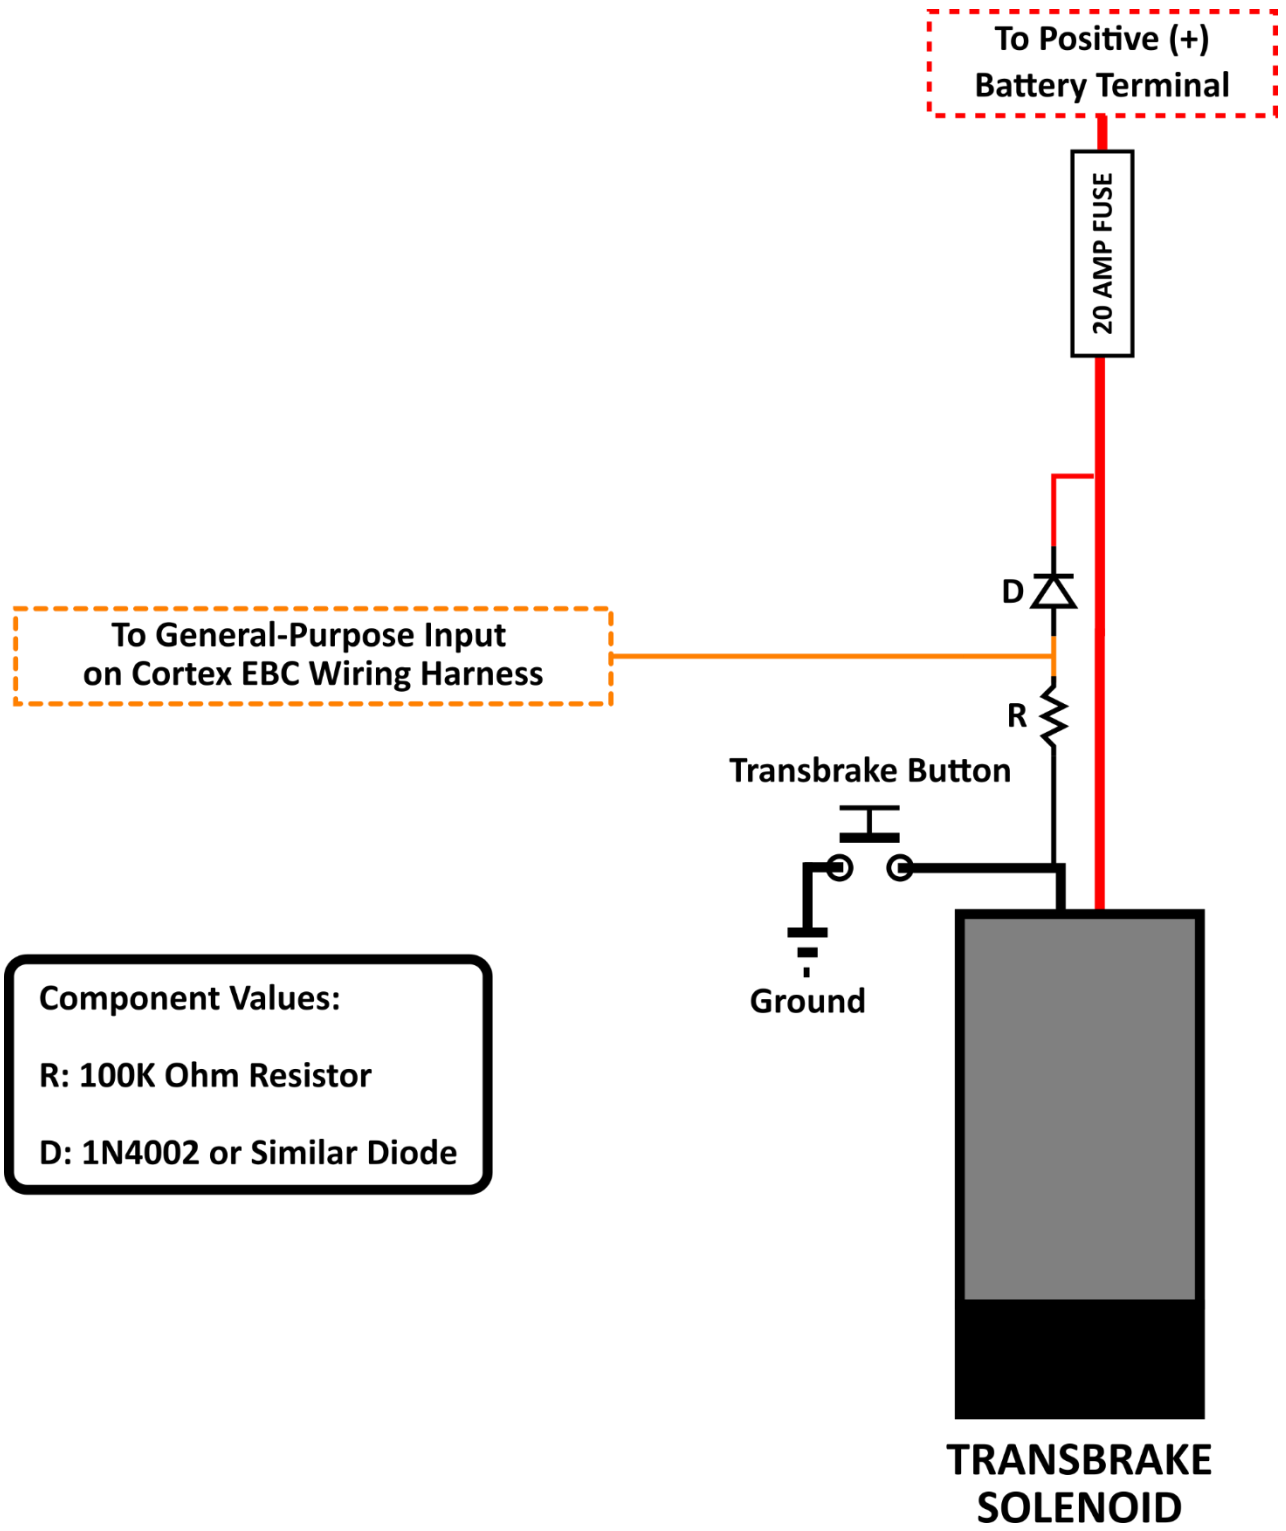 To Positive (+)
Battery Terminal
20 AMP FUSE
D
To General-Purpose Input
on Cortex EBC Wiring Harness
R
Transbrake Button
Ground
Component Values:
R: 100K Ohm Resistor
D: 1N4002 or Similar Diode
TRANSBRAKE
SOLENOID